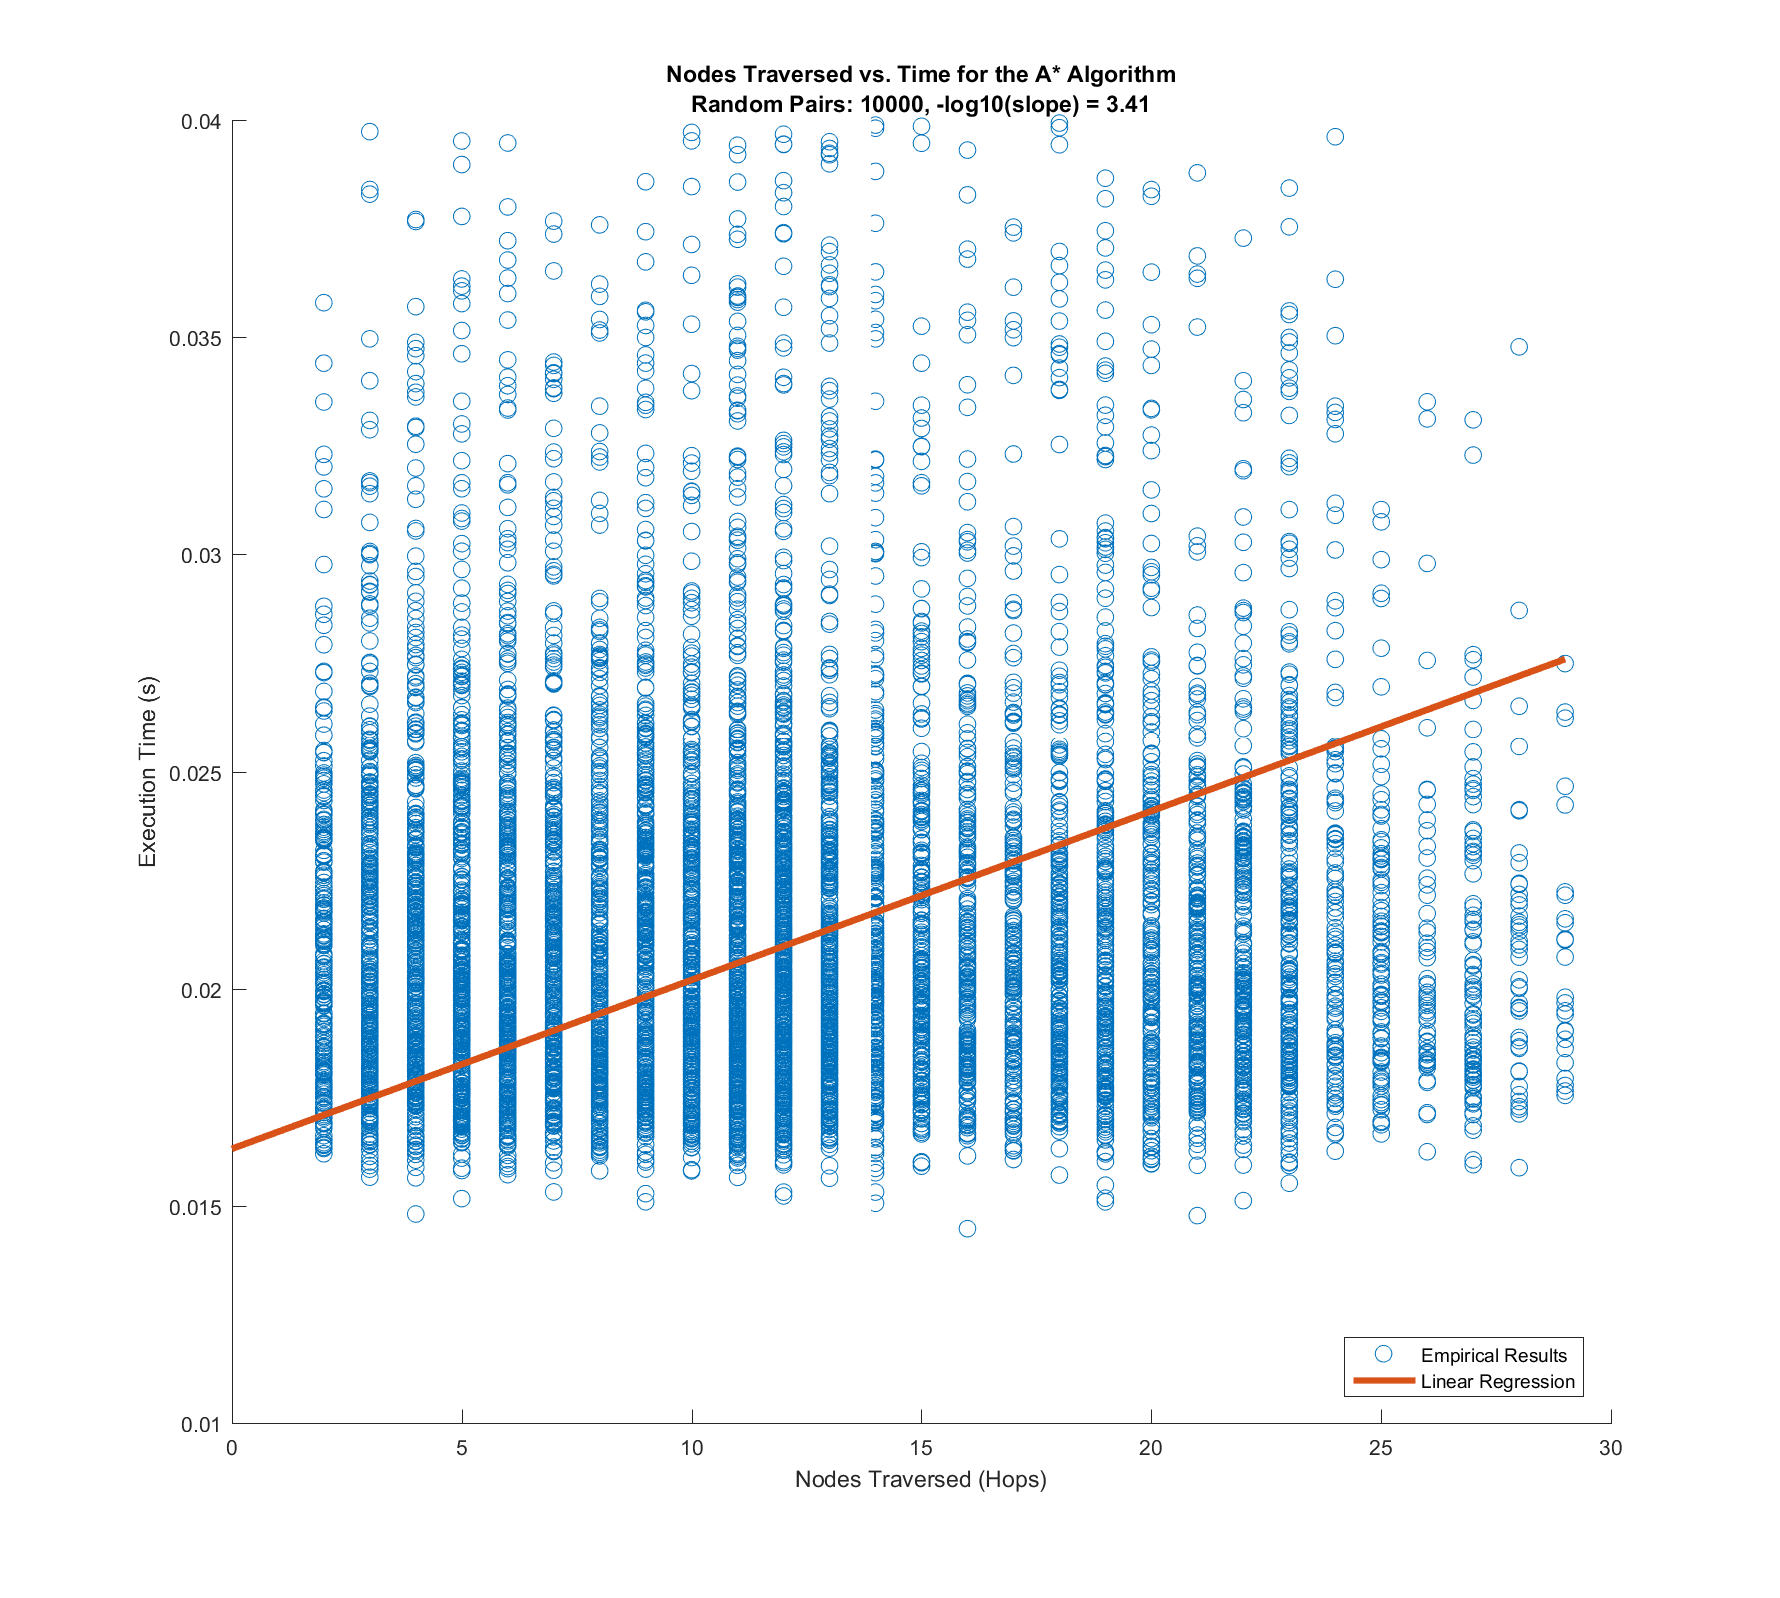 Nodes Traversed vs. Time for the A* Algorithm
Random Pairs: 10000, -log10(slope) = 3.41
0.04
0.035
0.03
0.025
0.02
0.015
0.01
Execution Time (s)
0 5 10 15 20 25 30
Nodes Traversed (Hops)
Empirical Results
Linear Regression